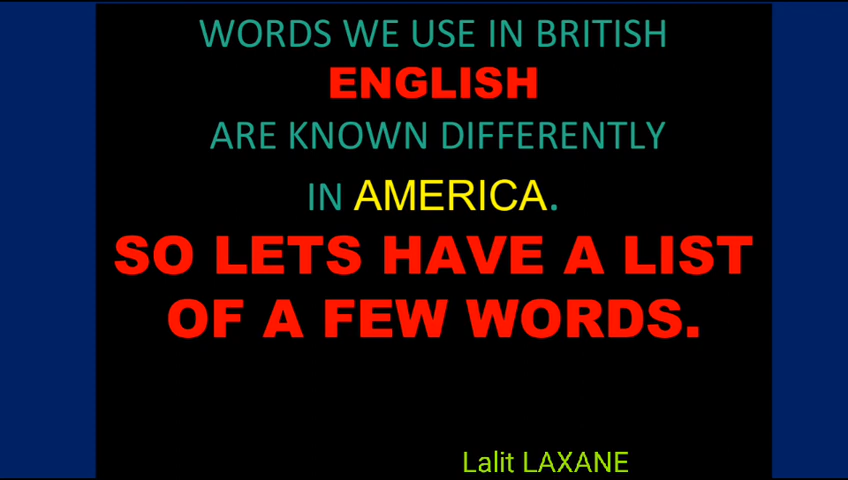 WORDS WE USE IN BRITISH
ENGLISH
ARE KNOWN DIFFERENTLY
IN AMERICA.
SO LETS HAVE A LIST
OF A FEW WORDS.
Lalit LAXANE